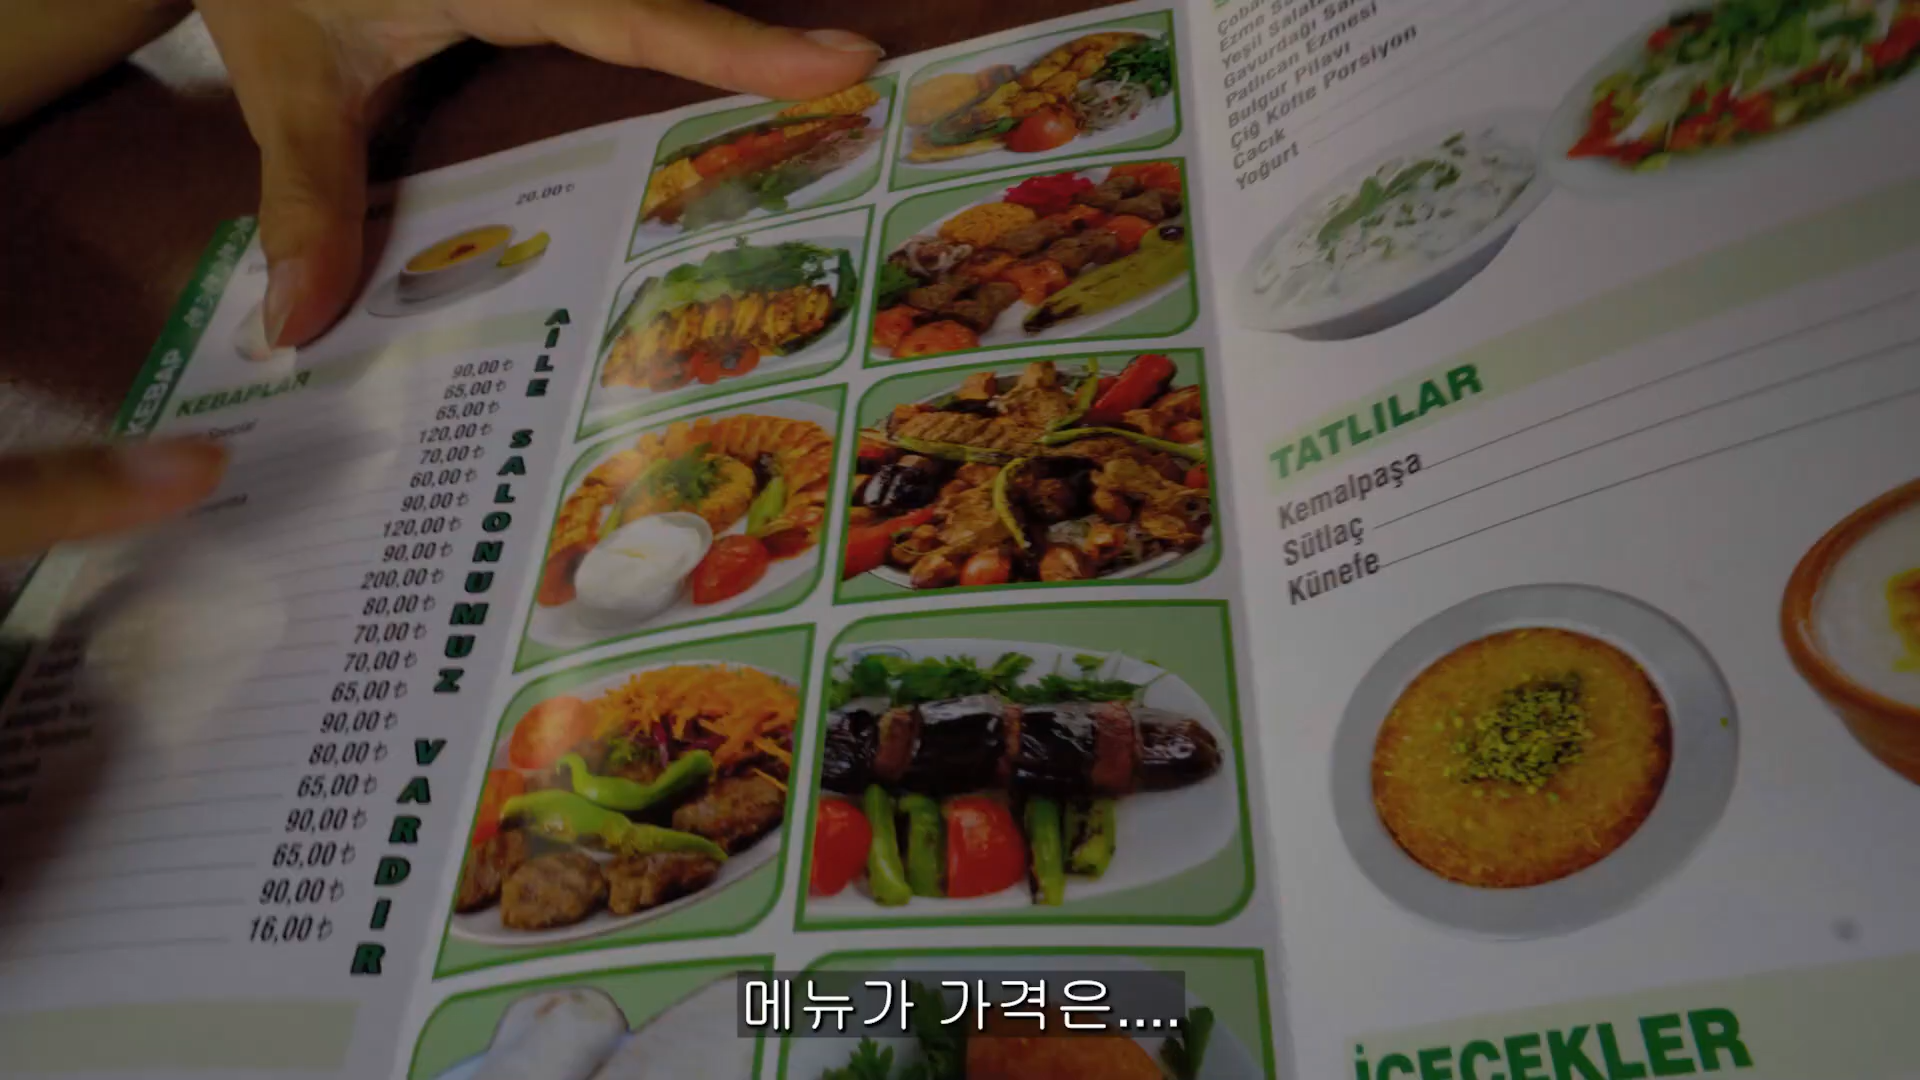 20.00₺
KEBAP
KEBAPLAR
Special
90,00₺
65,00₺
65,00₺
120,00₺
70,00₺
60,00₺
90,00₺
120,00₺
90,00₺
200,00₺
80,00₺
70,00₺
70,00₺
65,00₺
90,00₺
80,00₺
65,00₺
90,00₺
65,00₺
90,00₺
16,00₺
AİLE SALONUMUZ VARDIR
Ezme
Yeşil Salata
Gavurdağı
Patlıcan Ezmesi
Bulgur Pilavı
Çiğ Köfte Porsiyon
Cacık
Yoğurt
TATLILAR
Kemalpaşa
Sütlaç
Künefe
İÇECEKLER
메뉴가 가격은....